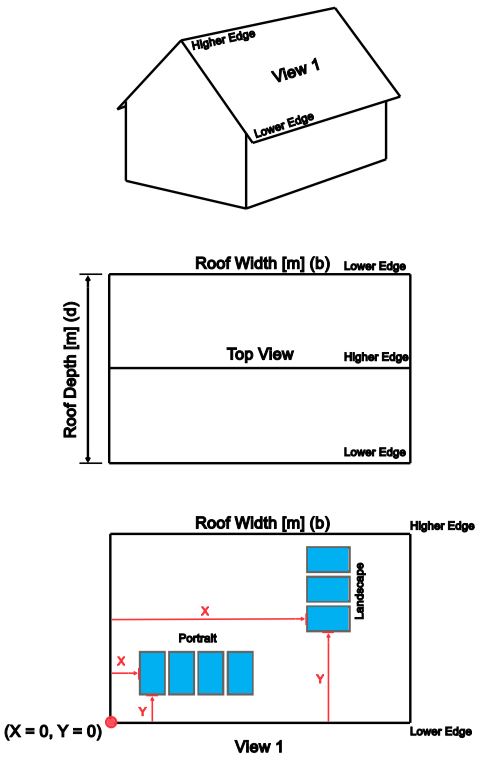 Higher Edge
View 1
Lower Edge
Roof Width [m] (b)
Lower Edge
Roof Depth [m] (d)
Top View
Higher Edge
Lower Edge
Roof Width [m] (b)
Higher Edge
Landscape
X
Portrait
X
Y
Y
(X = 0, Y = 0)
Lower Edge
View 1